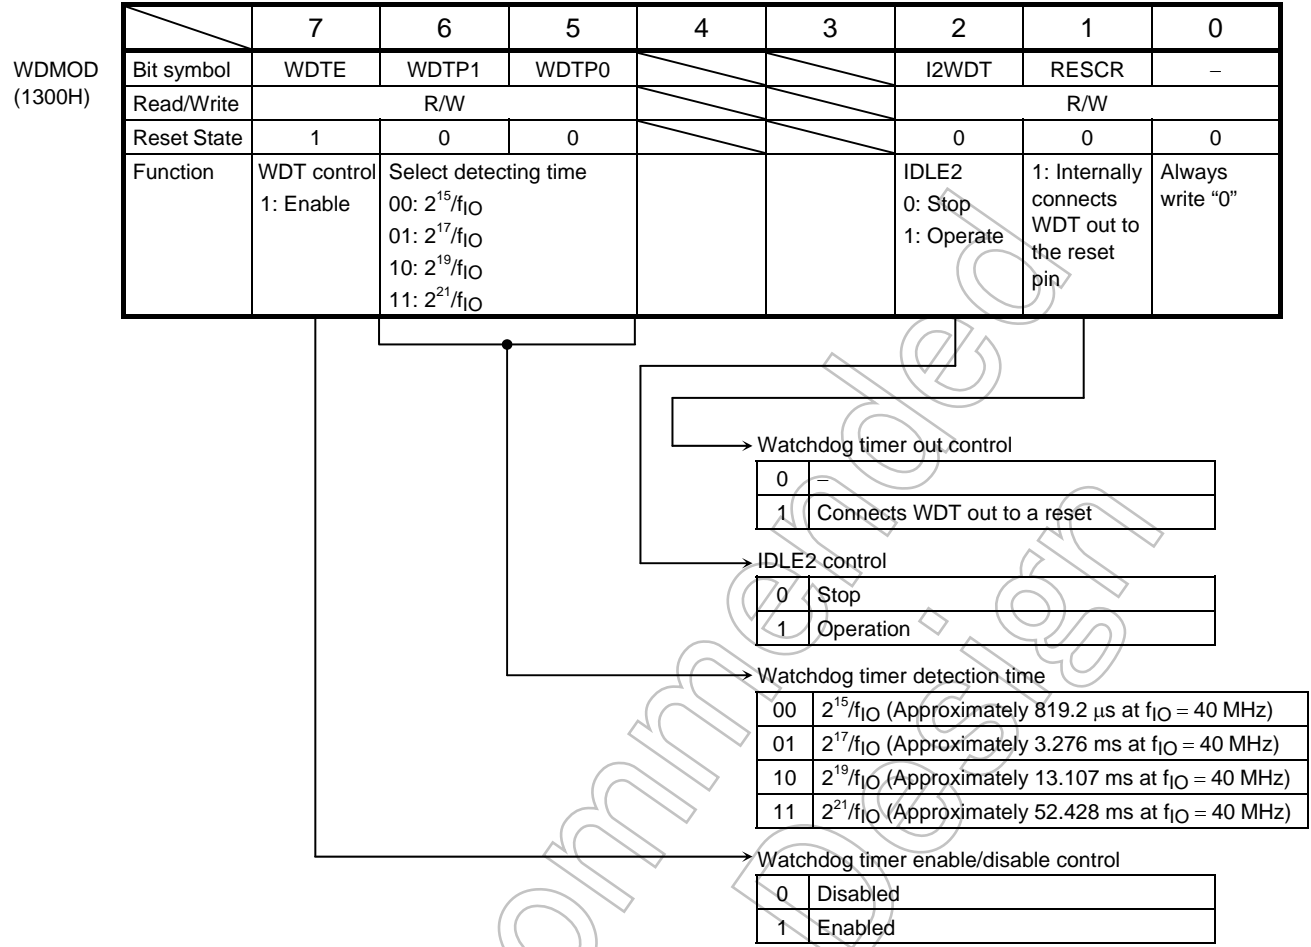 7 6 5 4 3 2 1 0
WDMOD
(1300H)
Bit symbol WDTE WDTP1 WDTP0 I2WDT RESCR –
Read/Write R/W R/W
Reset State 1 0 0 0 0 0
Function WDT control Select detecting time IDLE2 1: Internally Always
1: Enable 00: 2^15/fIO 0: Stop connects write “0”
01: 2^17/fIO 1: Operate WDT out to
10: 2^19/fIO the reset
11: 2^21/fIO pin
Watchdog timer out control
0 –
1 Connects WDT out to a reset
IDLE2 control
0 Stop
1 Operation
Watchdog timer detection time
00 2^15/fIO (Approximately 819.2 μs at fIO = 40 MHz)
01 2^17/fIO (Approximately 3.276 ms at fIO = 40 MHz)
10 2^19/fIO (Approximately 13.107 ms at fIO = 40 MHz)
11 2^21/fIO (Approximately 52.428 ms at fIO = 40 MHz)
Watchdog timer enable/disable control
0 Disabled
1 Enabled